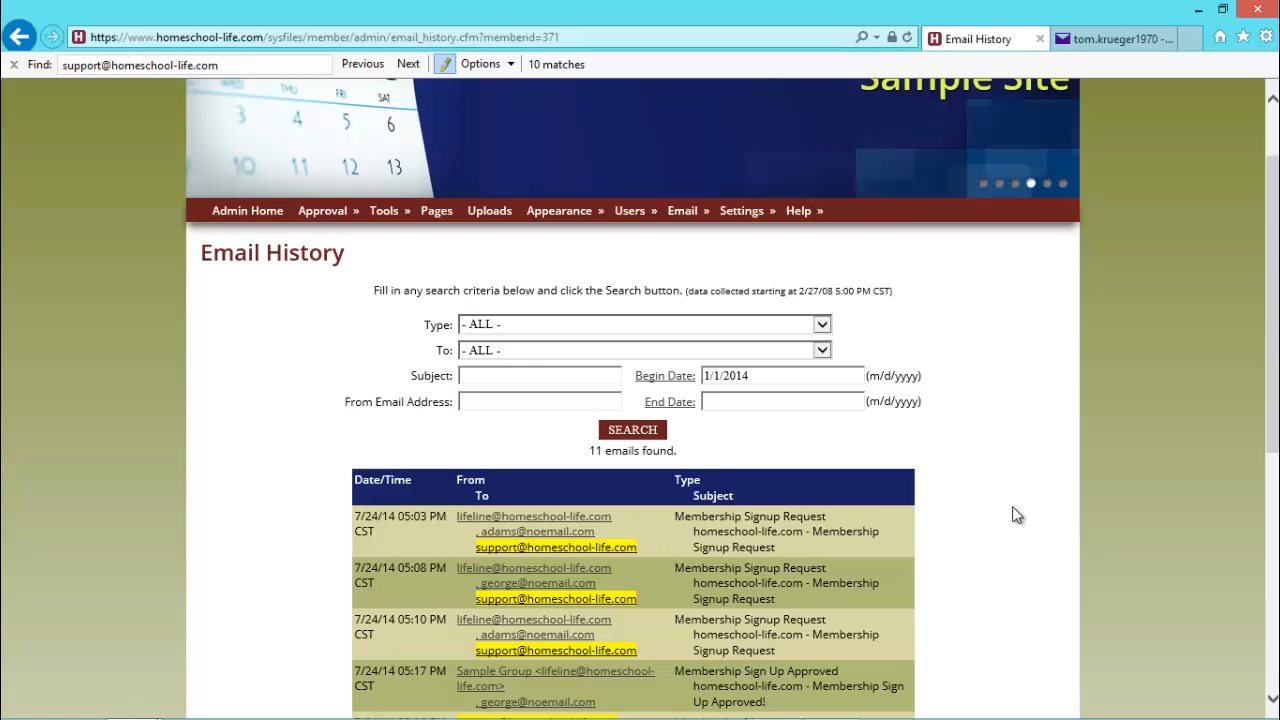 https://www.homeschool-life.com/sysfiles/member/admin/email_history.cfm?memberid=371
Email History
tom.krueger1970 -...
Find: support@homeschool-life.com Previous Next Options 10 matches
WED THU FRI SAT
3 4 5 6
10 11 12 13
Sample Site
Admin Home Approval » Tools » Pages Uploads Appearance » Users » Email » Settings » Help »
Email History
Fill in any search criteria below and click the Search button. (data collected starting at 2/27/08 5:00 PM CST)
Type: - ALL -
To: - ALL -
Subject: Begin Date: 1/1/2014 (m/d/yyyy)
From Email Address: End Date: (m/d/yyyy)
SEARCH
11 emails found.
Date/Time From Type
To Subject
7/24/14 05:03 PM lifeline@homeschool-life.com Membership Signup Request
CST , adams@noemail.com homeschool-life.com - Membership
support@homeschool-life.com Signup Request
7/24/14 05:08 PM lifeline@homeschool-life.com Membership Signup Request
CST , george@noemail.com homeschool-life.com - Membership
support@homeschool-life.com Signup Request
7/24/14 05:10 PM lifeline@homeschool-life.com Membership Signup Request
CST , adams@noemail.com homeschool-life.com - Membership
support@homeschool-life.com Signup Request
7/24/14 05:17 PM Sample Group <lifeline@homeschool- Membership Sign Up Approved
CST life.com> homeschool-life.com - Membership Sign
, george@noemail.com Up Approved!